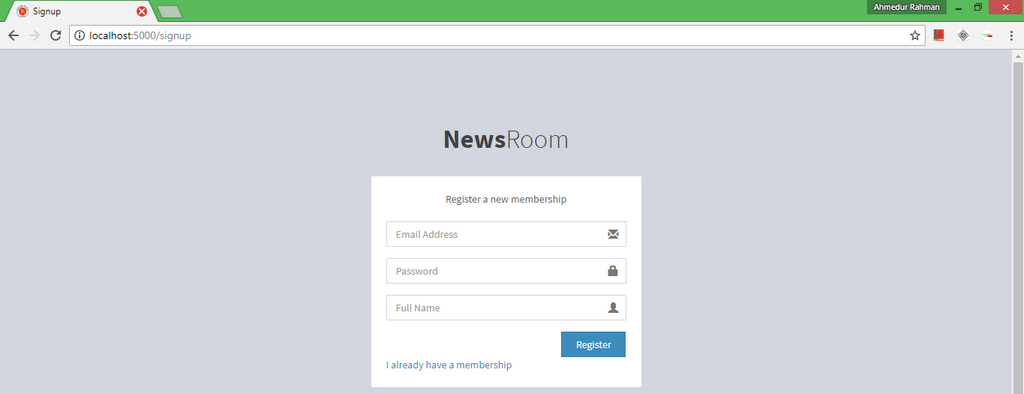 Signup
Ahmedur Rahman
localhost:5000/signup
NewsRoom
Register a new membership
Email Address
Password
Full Name
Register
I already have a membership